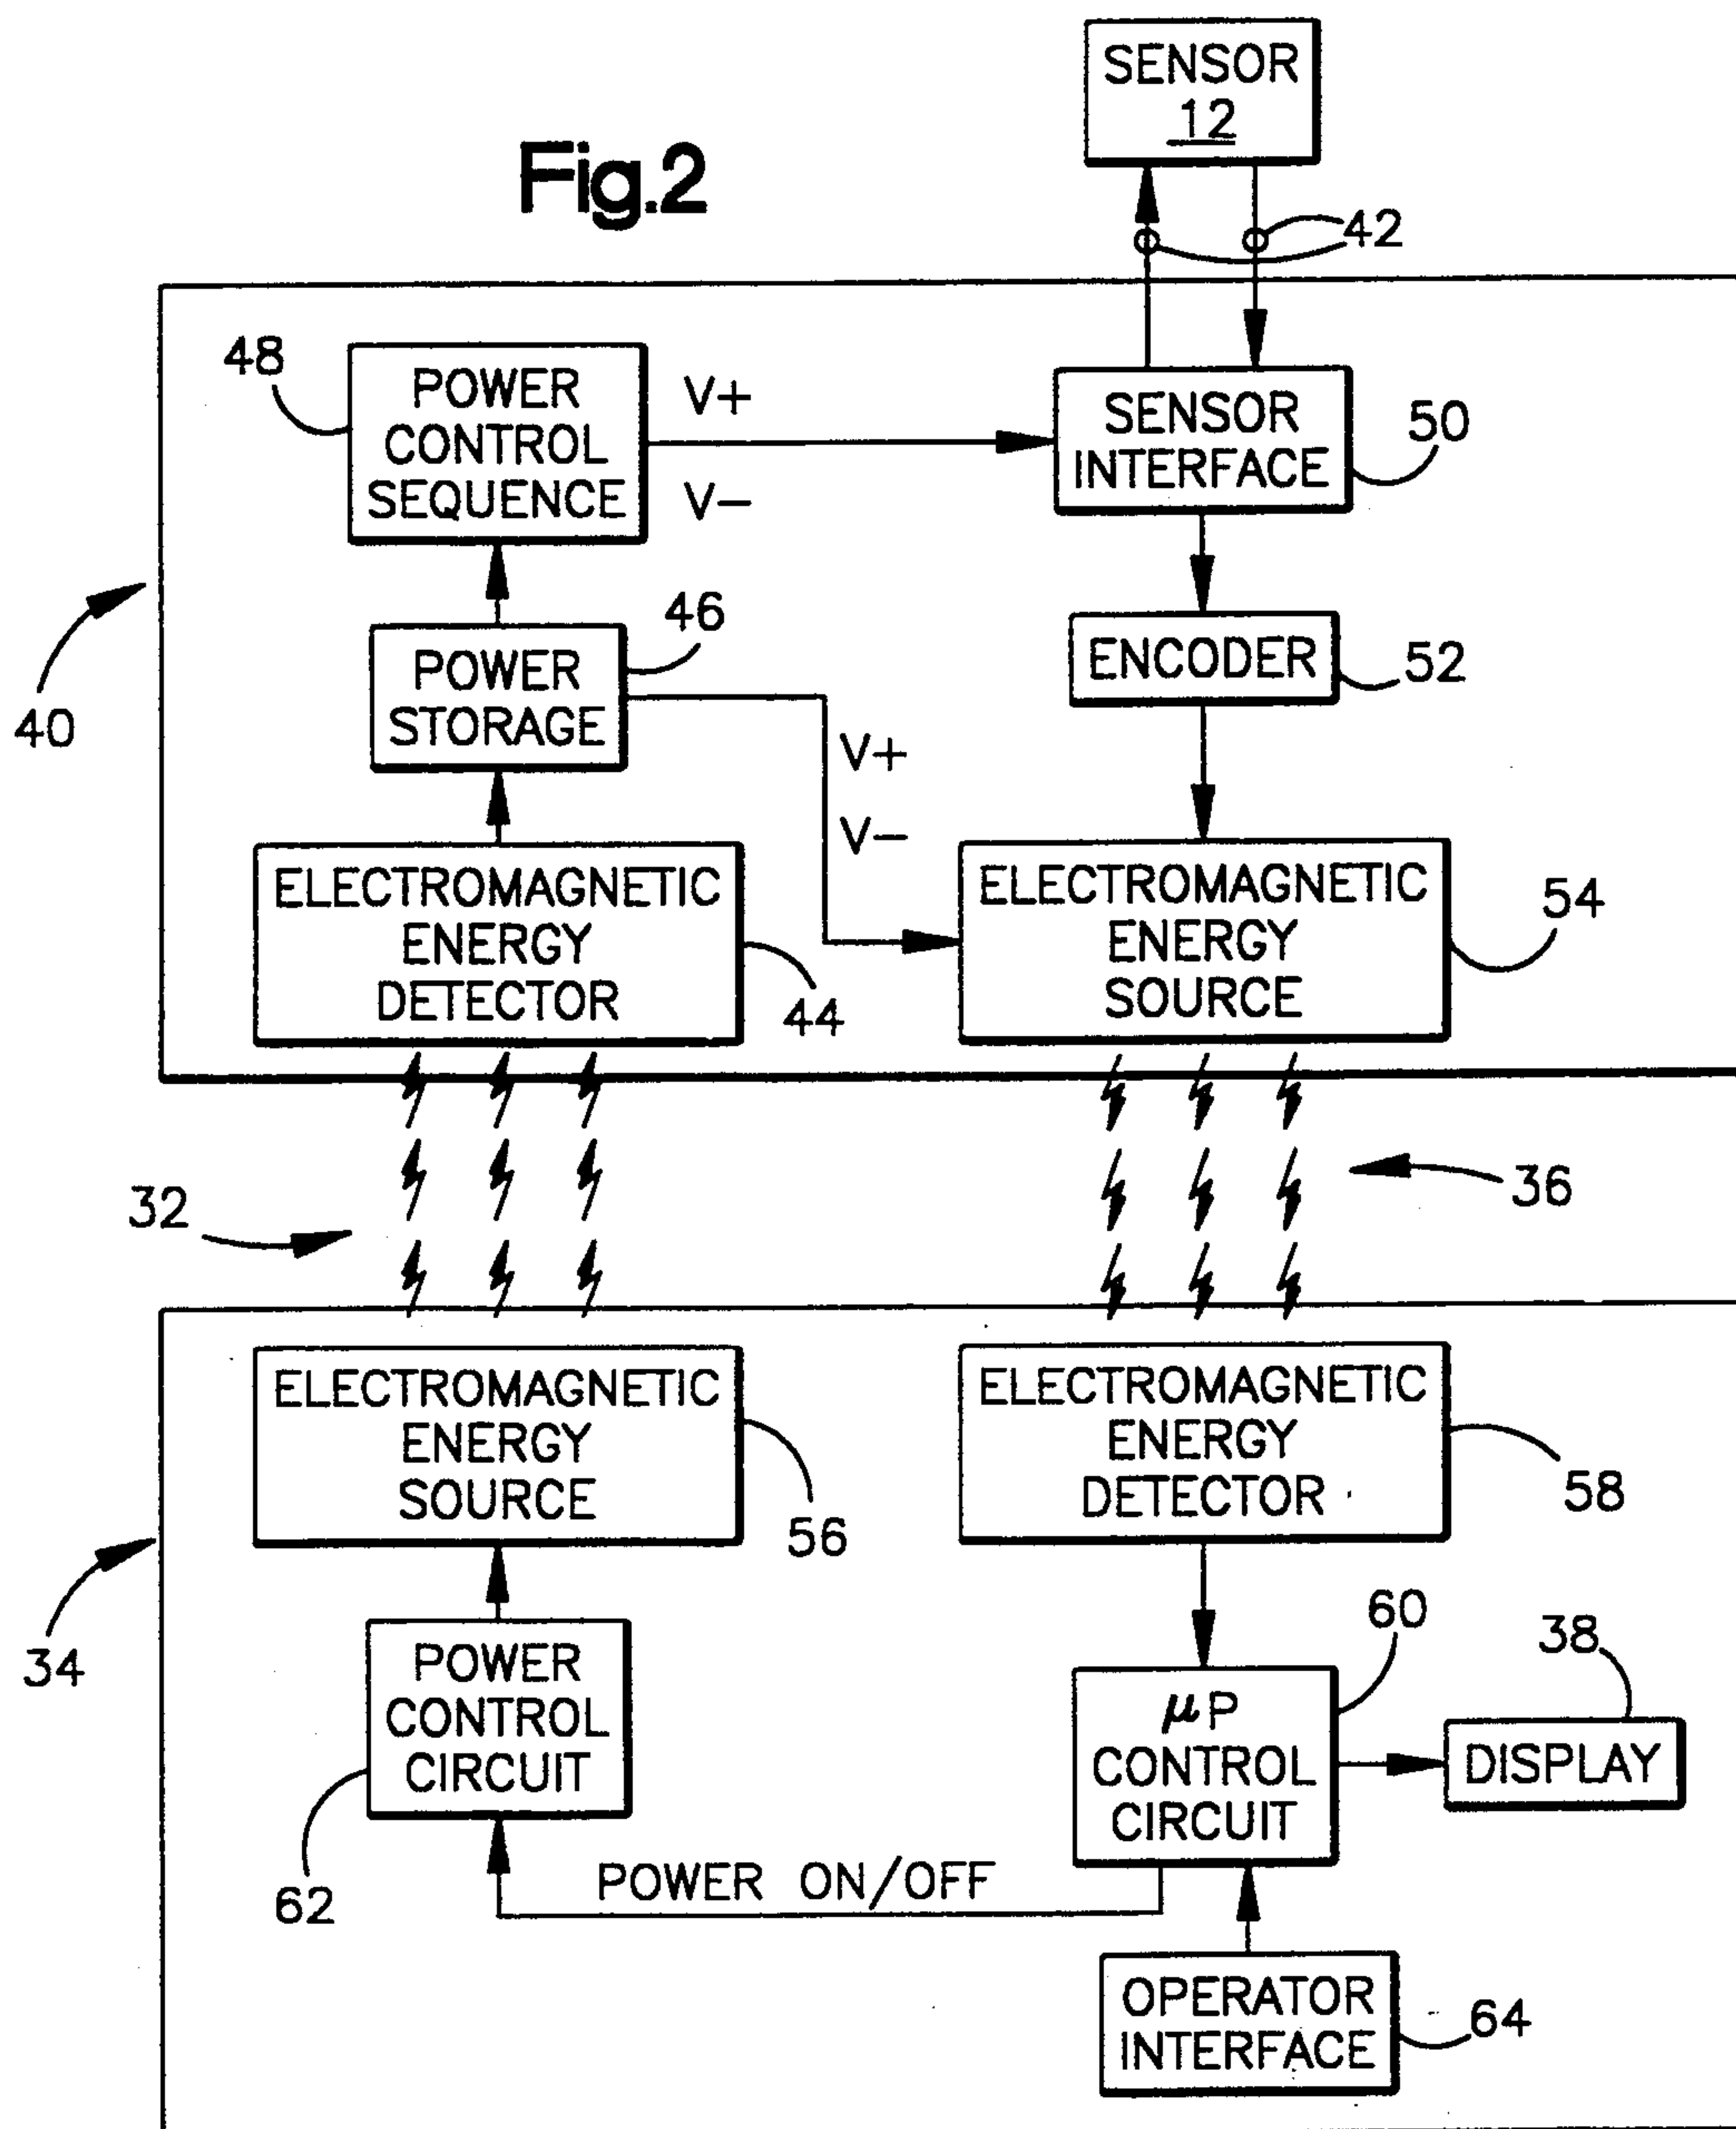 SENSOR
12
Fig.2
42
48
POWER
CONTROL
SEQUENCE
V+
V−
SENSOR
INTERFACE
50
46
POWER
STORAGE
ENCODER
52
40
V+
V−
ELECTROMAGNETIC
ENERGY
DETECTOR
44
ELECTROMAGNETIC
ENERGY
SOURCE
54
32
36
ELECTROMAGNETIC
ENERGY
SOURCE
56
ELECTROMAGNETIC
ENERGY
DETECTOR
58
34
POWER
CONTROL
CIRCUIT
62
60
μP
CONTROL
CIRCUIT
38
DISPLAY
POWER ON/OFF
OPERATOR
INTERFACE
64